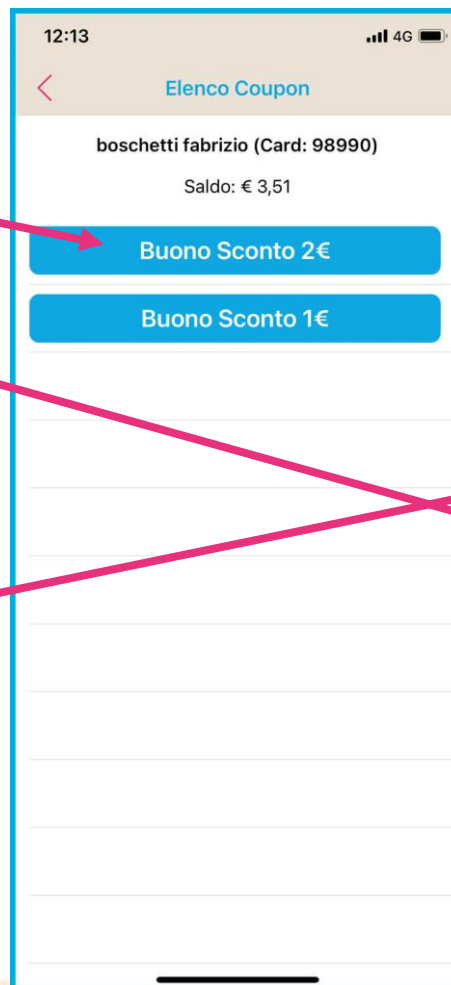 12:13
4G
Elenco Coupon
boschetti fabrizio (Card: 98990)
Saldo: € 3,51
Buono Sconto 2€
Buono Sconto 1€